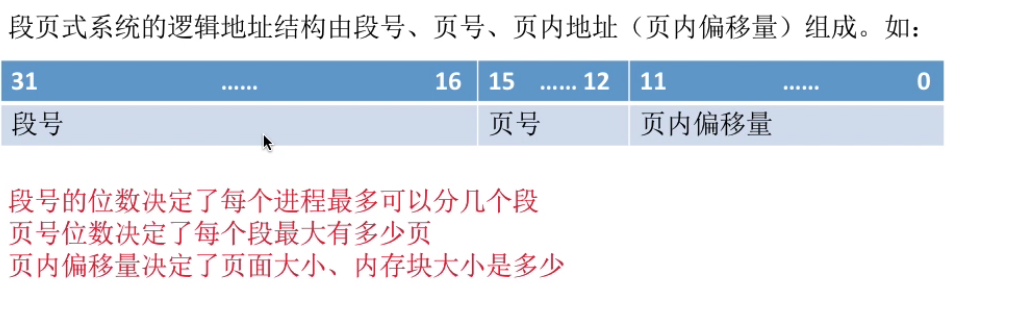 段页式系统的逻辑地址结构由段号、页号、页内地址（页内偏移量）组成。如：
31 …… 16 15 …… 12 11 …… 0
段号 页号 页内偏移量
段号的位数决定了每个进程最多可以分几个段
页号位数决定了每个段最大有多少页
页内偏移量决定了页面大小、内存块大小是多少